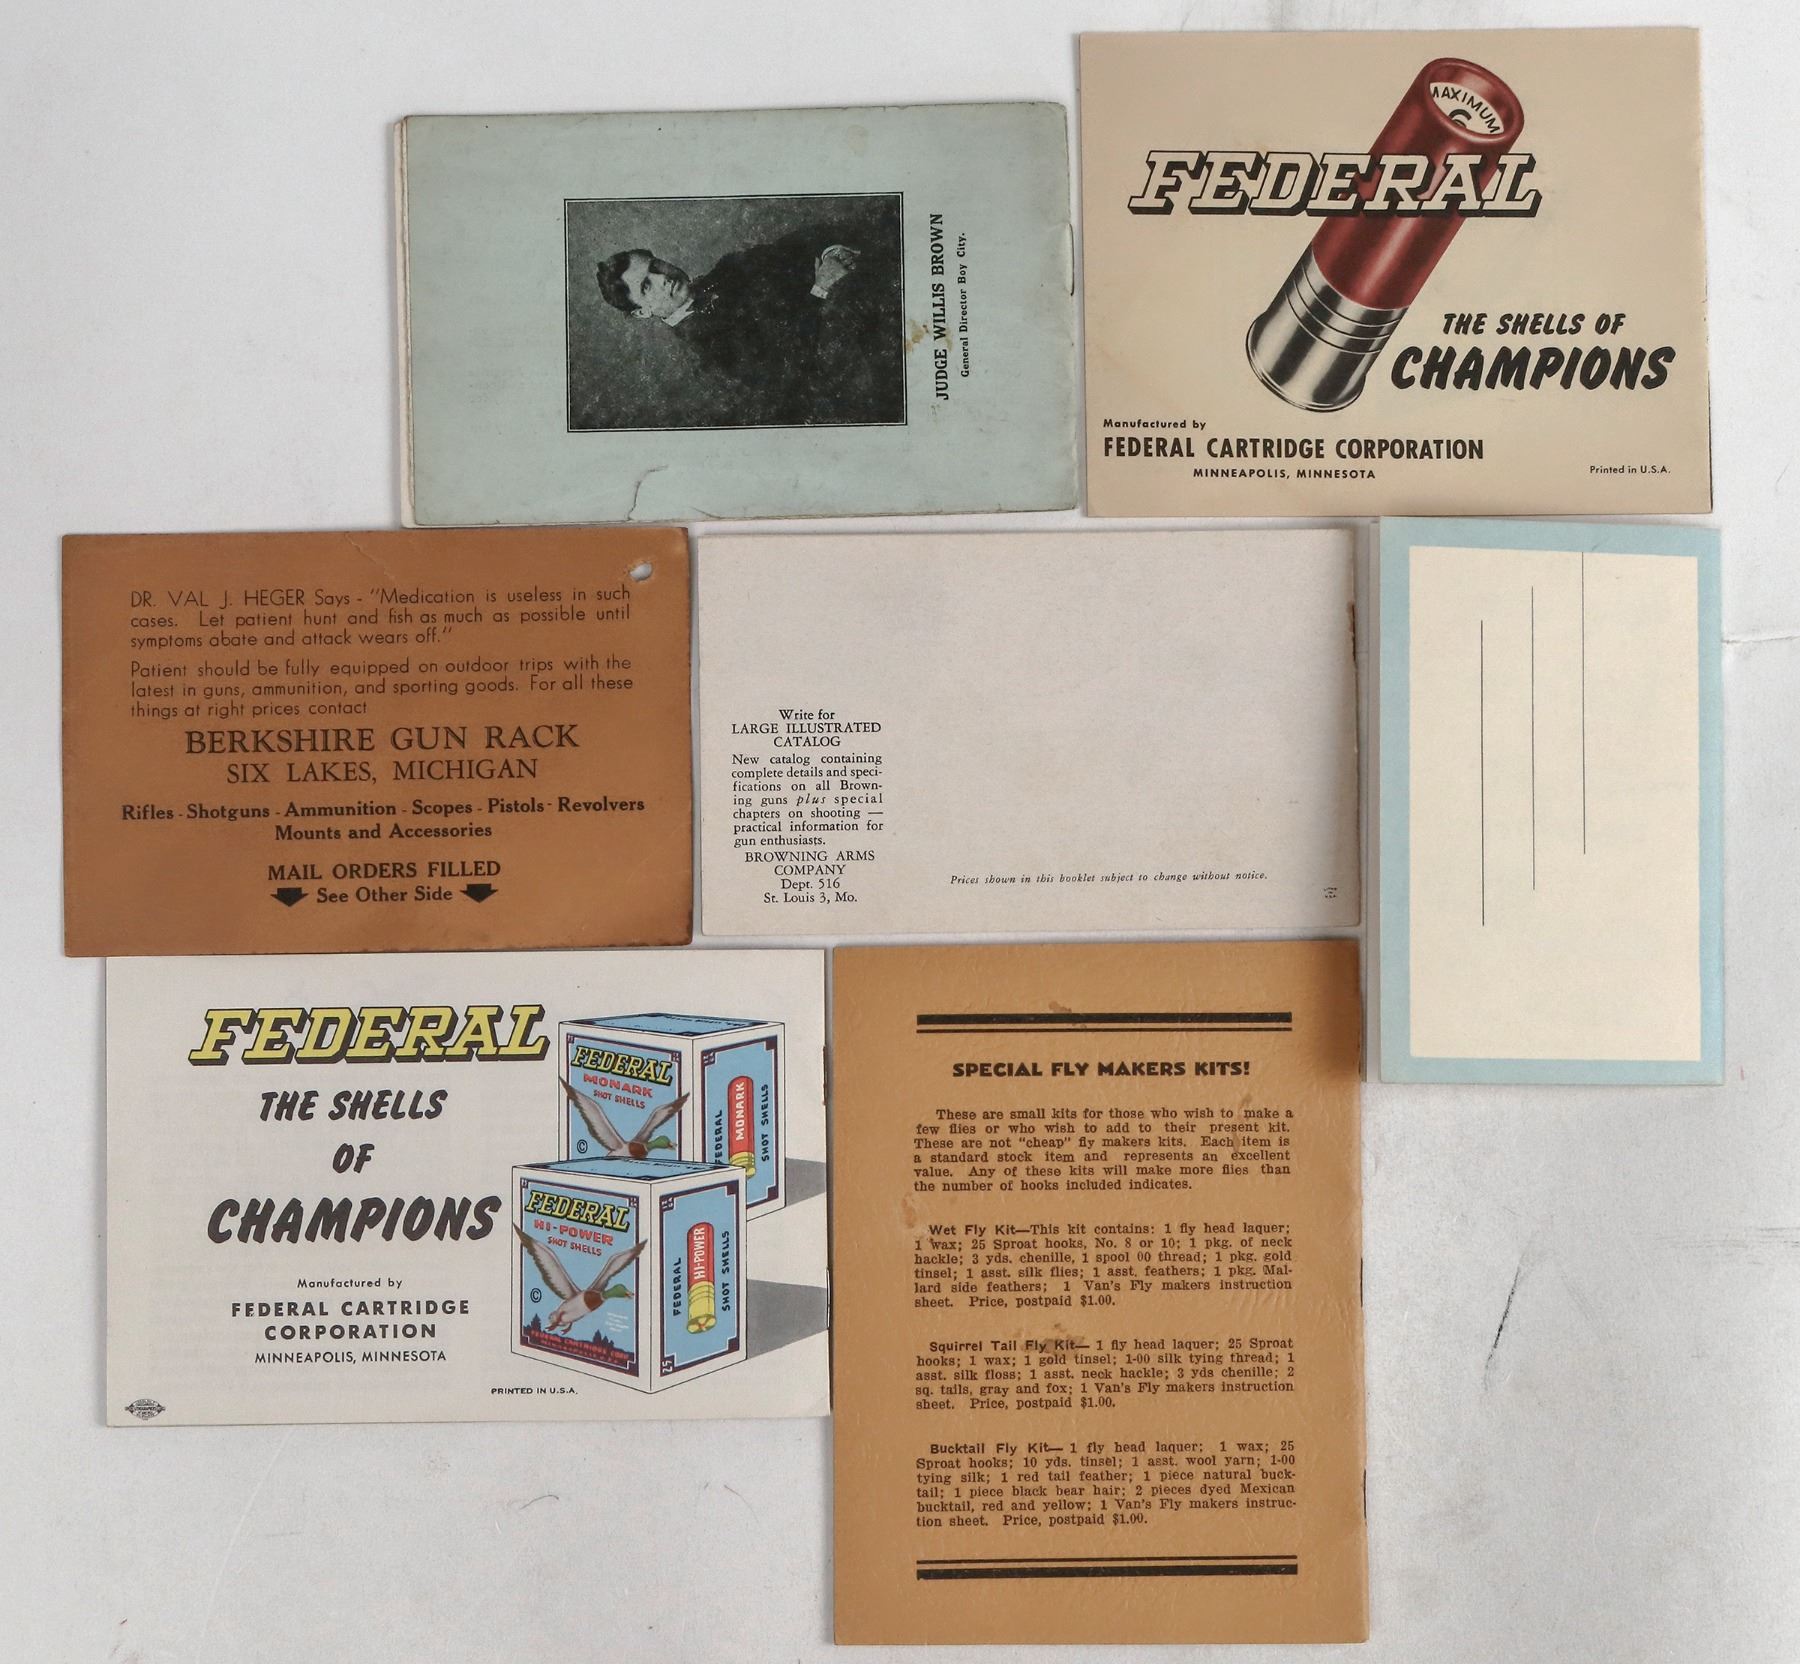 JUDGE WILLIS BROWN
General Director Boy City.
MAXIMUM
6
FEDERAL
THE SHELLS OF
CHAMPIONS
Manufactured by
FEDERAL CARTRIDGE CORPORATION
MINNEAPOLIS, MINNESOTA
Printed in U.S.A.
DR. VAL J. HEGER Says - "Medication is useless in such
cases. Let patient hunt and fish as much as possible until
symptoms abate and attack wears off."
Patient should be fully equipped on outdoor trips with the
latest in guns, ammunition, and sporting goods. For all these
things at right prices contact
BERKSHIRE GUN RACK
SIX LAKES, MICHIGAN
Rifles - Shotguns - Ammunition - Scopes - Pistols - Revolvers
Mounts and Accessories
MAIL ORDERS FILLED
See Other Side
Write for
LARGE ILLUSTRATED
CATALOG
New catalog containing
complete details and speci-
fications on all Brown-
ing guns plus special
chapters on shooting —
practical information for
gun enthusiasts.
BROWNING ARMS
COMPANY
Dept. 516
St. Louis 3, Mo.
Prices shown in this booklet subject to change without notice.
FEDERAL
THE SHELLS
OF
CHAMPIONS
Manufactured by
FEDERAL CARTRIDGE
CORPORATION
MINNEAPOLIS, MINNESOTA
PRINTED IN U.S.A.
FEDERAL
MONARK
SHOT SHELLS
©
FEDERAL
MONARK
SHOT SHELLS
FEDERAL
HI-POWER
SHOT SHELLS
©
FEDERAL CARTRIDGE CORP.
FEDERAL
HI-POWER
SHOT SHELLS
25
SPECIAL FLY MAKERS KITS!
These are small kits for those who wish to make a
few flies or who wish to add to their present kit.
These are not "cheap" fly makers kits. Each item is
a standard stock item and represents an excellent
value. Any of these kits will make more flies than
the number of hooks included indicates.
Wet Fly Kit—This kit contains: 1 fly head laquer;
1 wax; 25 Sproat hooks, No. 8 or 10; 1 pkg. of neck
hackle; 3 yds. chenille, 1 spool 00 thread; 1 pkg. gold
tinsel; 1 asst. silk flies; 1 asst. feathers; 1 pkg. Mal-
lard side feathers; 1 Van's Fly makers instruction
sheet. Price, postpaid $1.00.
Squirrel Tail Fly Kit— 1 fly head laquer; 25 Sproat
hooks; 1 wax; 1 gold tinsel; 1-00 silk tying thread; 1
asst. silk floss; 1 asst. neck hackle; 3 yds chenille; 2
sq. tails, gray and fox; 1 Van's Fly makers instruction
sheet. Price, postpaid $1.00.
Bucktail Fly Kit— 1 fly head laquer; 1 wax; 25
Sproat hooks; 10 yds. tinsel; 1 asst. wool yarn; 1-00
tying silk; 1 red tail feather; 1 piece natural buck-
tail; 1 piece black bear hair; 2 pieces dyed Mexican
bucktail, red and yellow; 1 Van's Fly makers instruc-
tion sheet. Price, postpaid $1.00.